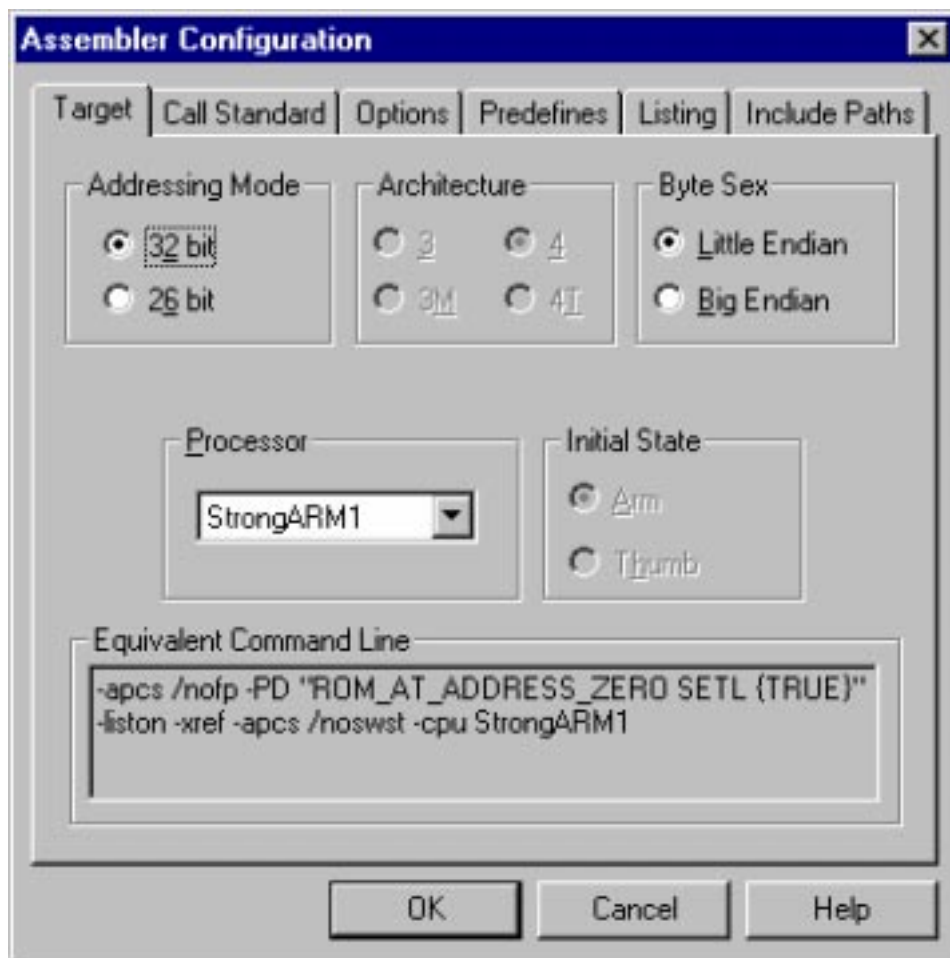 Assembler Configuration
Target Call Standard Options Predefines Listing Include Paths
Addressing Mode Architecture Byte Sex
32 bit 3 4 Little Endian
26 bit 3M 4T Big Endian
Processor Initial State
StrongARM1 Arm
Thumb
Equivalent Command Line
-apcs /nofp -PD "ROM_AT_ADDRESS_ZERO SETL {TRUE}"
-liston -xref -apcs /noswst -cpu StrongARM1
OK Cancel Help